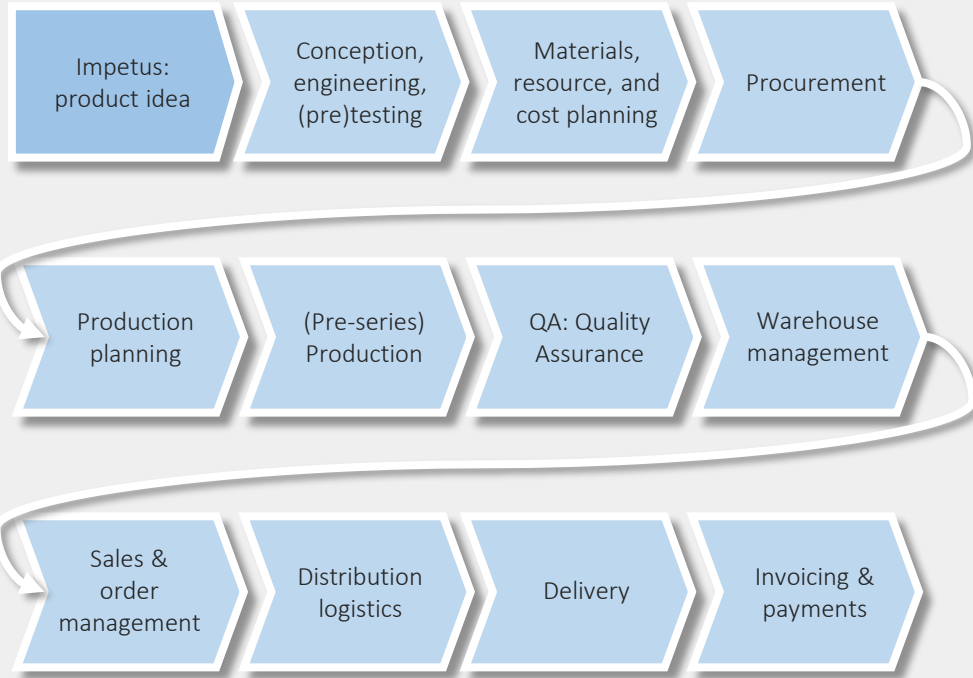 Impetus:
product idea
Conception,
engineering,
(pre)testing
Materials,
resource, and
cost planning
Procurement
Production
planning
(Pre-series)
Production
QA: Quality
Assurance
Warehouse
management
Sales &
order
management
Distribution
logistics
Delivery
Invoicing &
payments